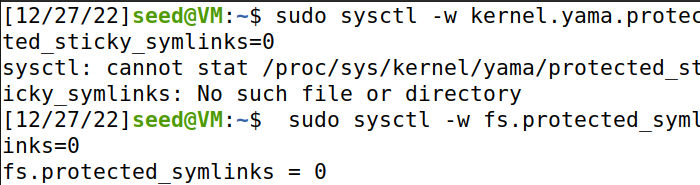 [12/27/22]seed@VM:~$ sudo sysctl -w kernel.yama.protec
ted_sticky_symlinks=0
sysctl: cannot stat /proc/sys/kernel/yama/protected_st
icky_symlinks: No such file or directory
[12/27/22]seed@VM:~$  sudo sysctl -w fs.protected_syml
inks=0
fs.protected_symlinks = 0